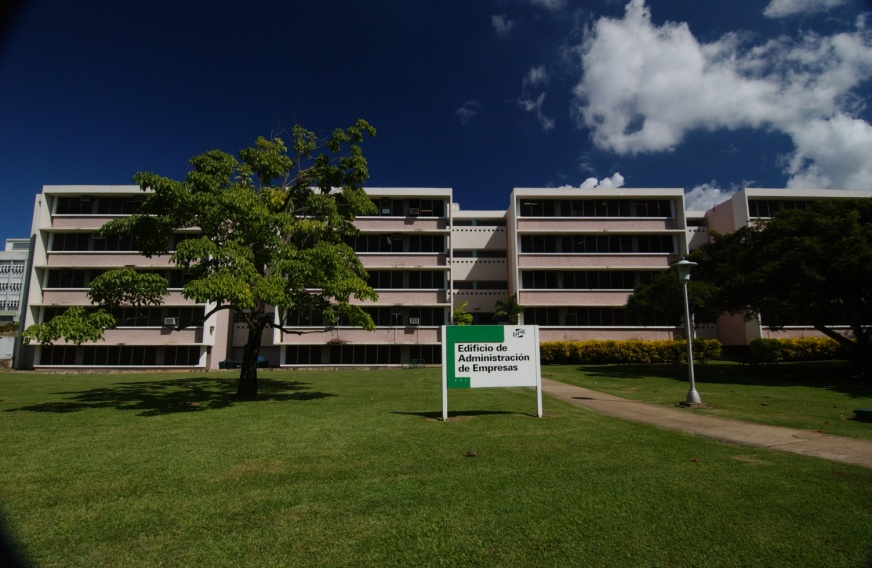 Edificio de
Administración
de Empresas